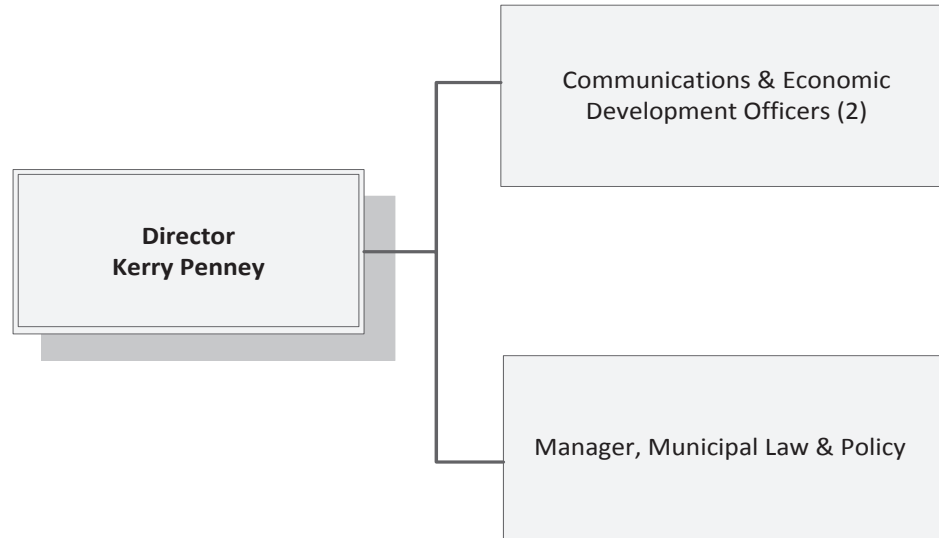 Communications & Economic
Development Officers (2)
Director
Kerry Penney
Manager, Municipal Law & Policy